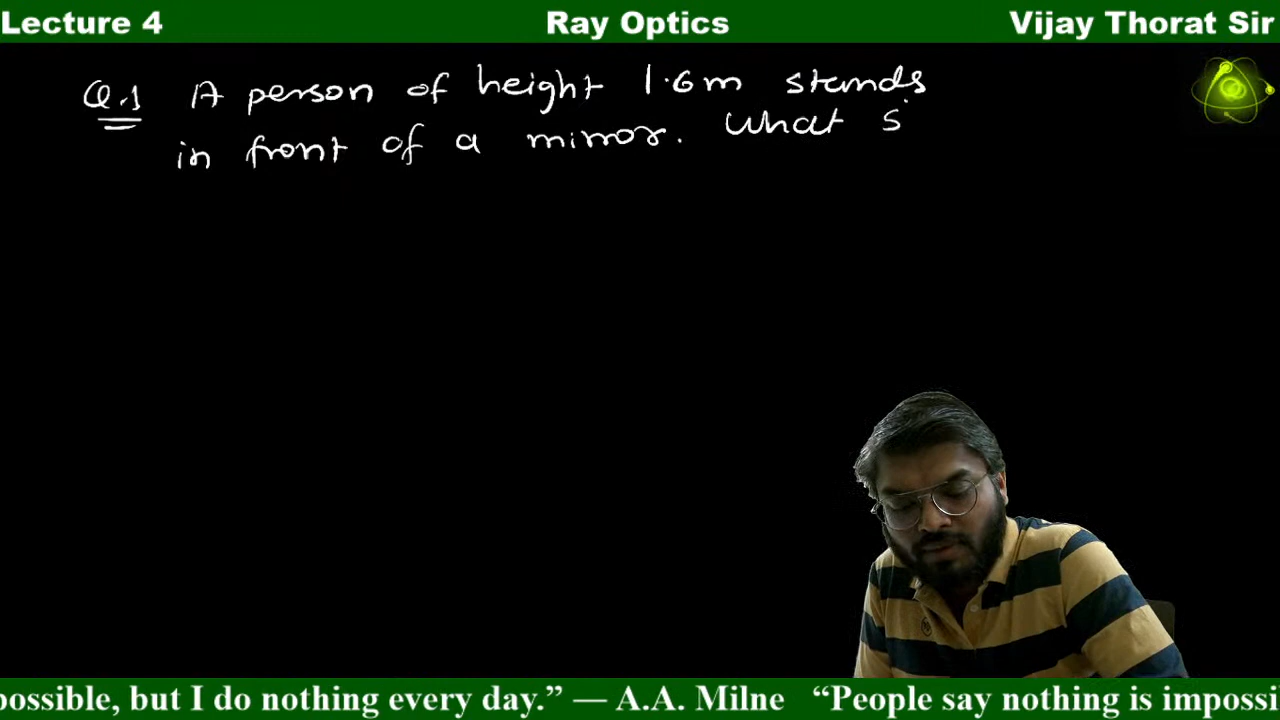 Lecture 4 Ray Optics Vijay Thorat Sir
Q.1 A person of height 1.6m stands
in front of a mirror. What s
possible, but I do nothing every day.” — A.A. Milne “People say nothing is impossi